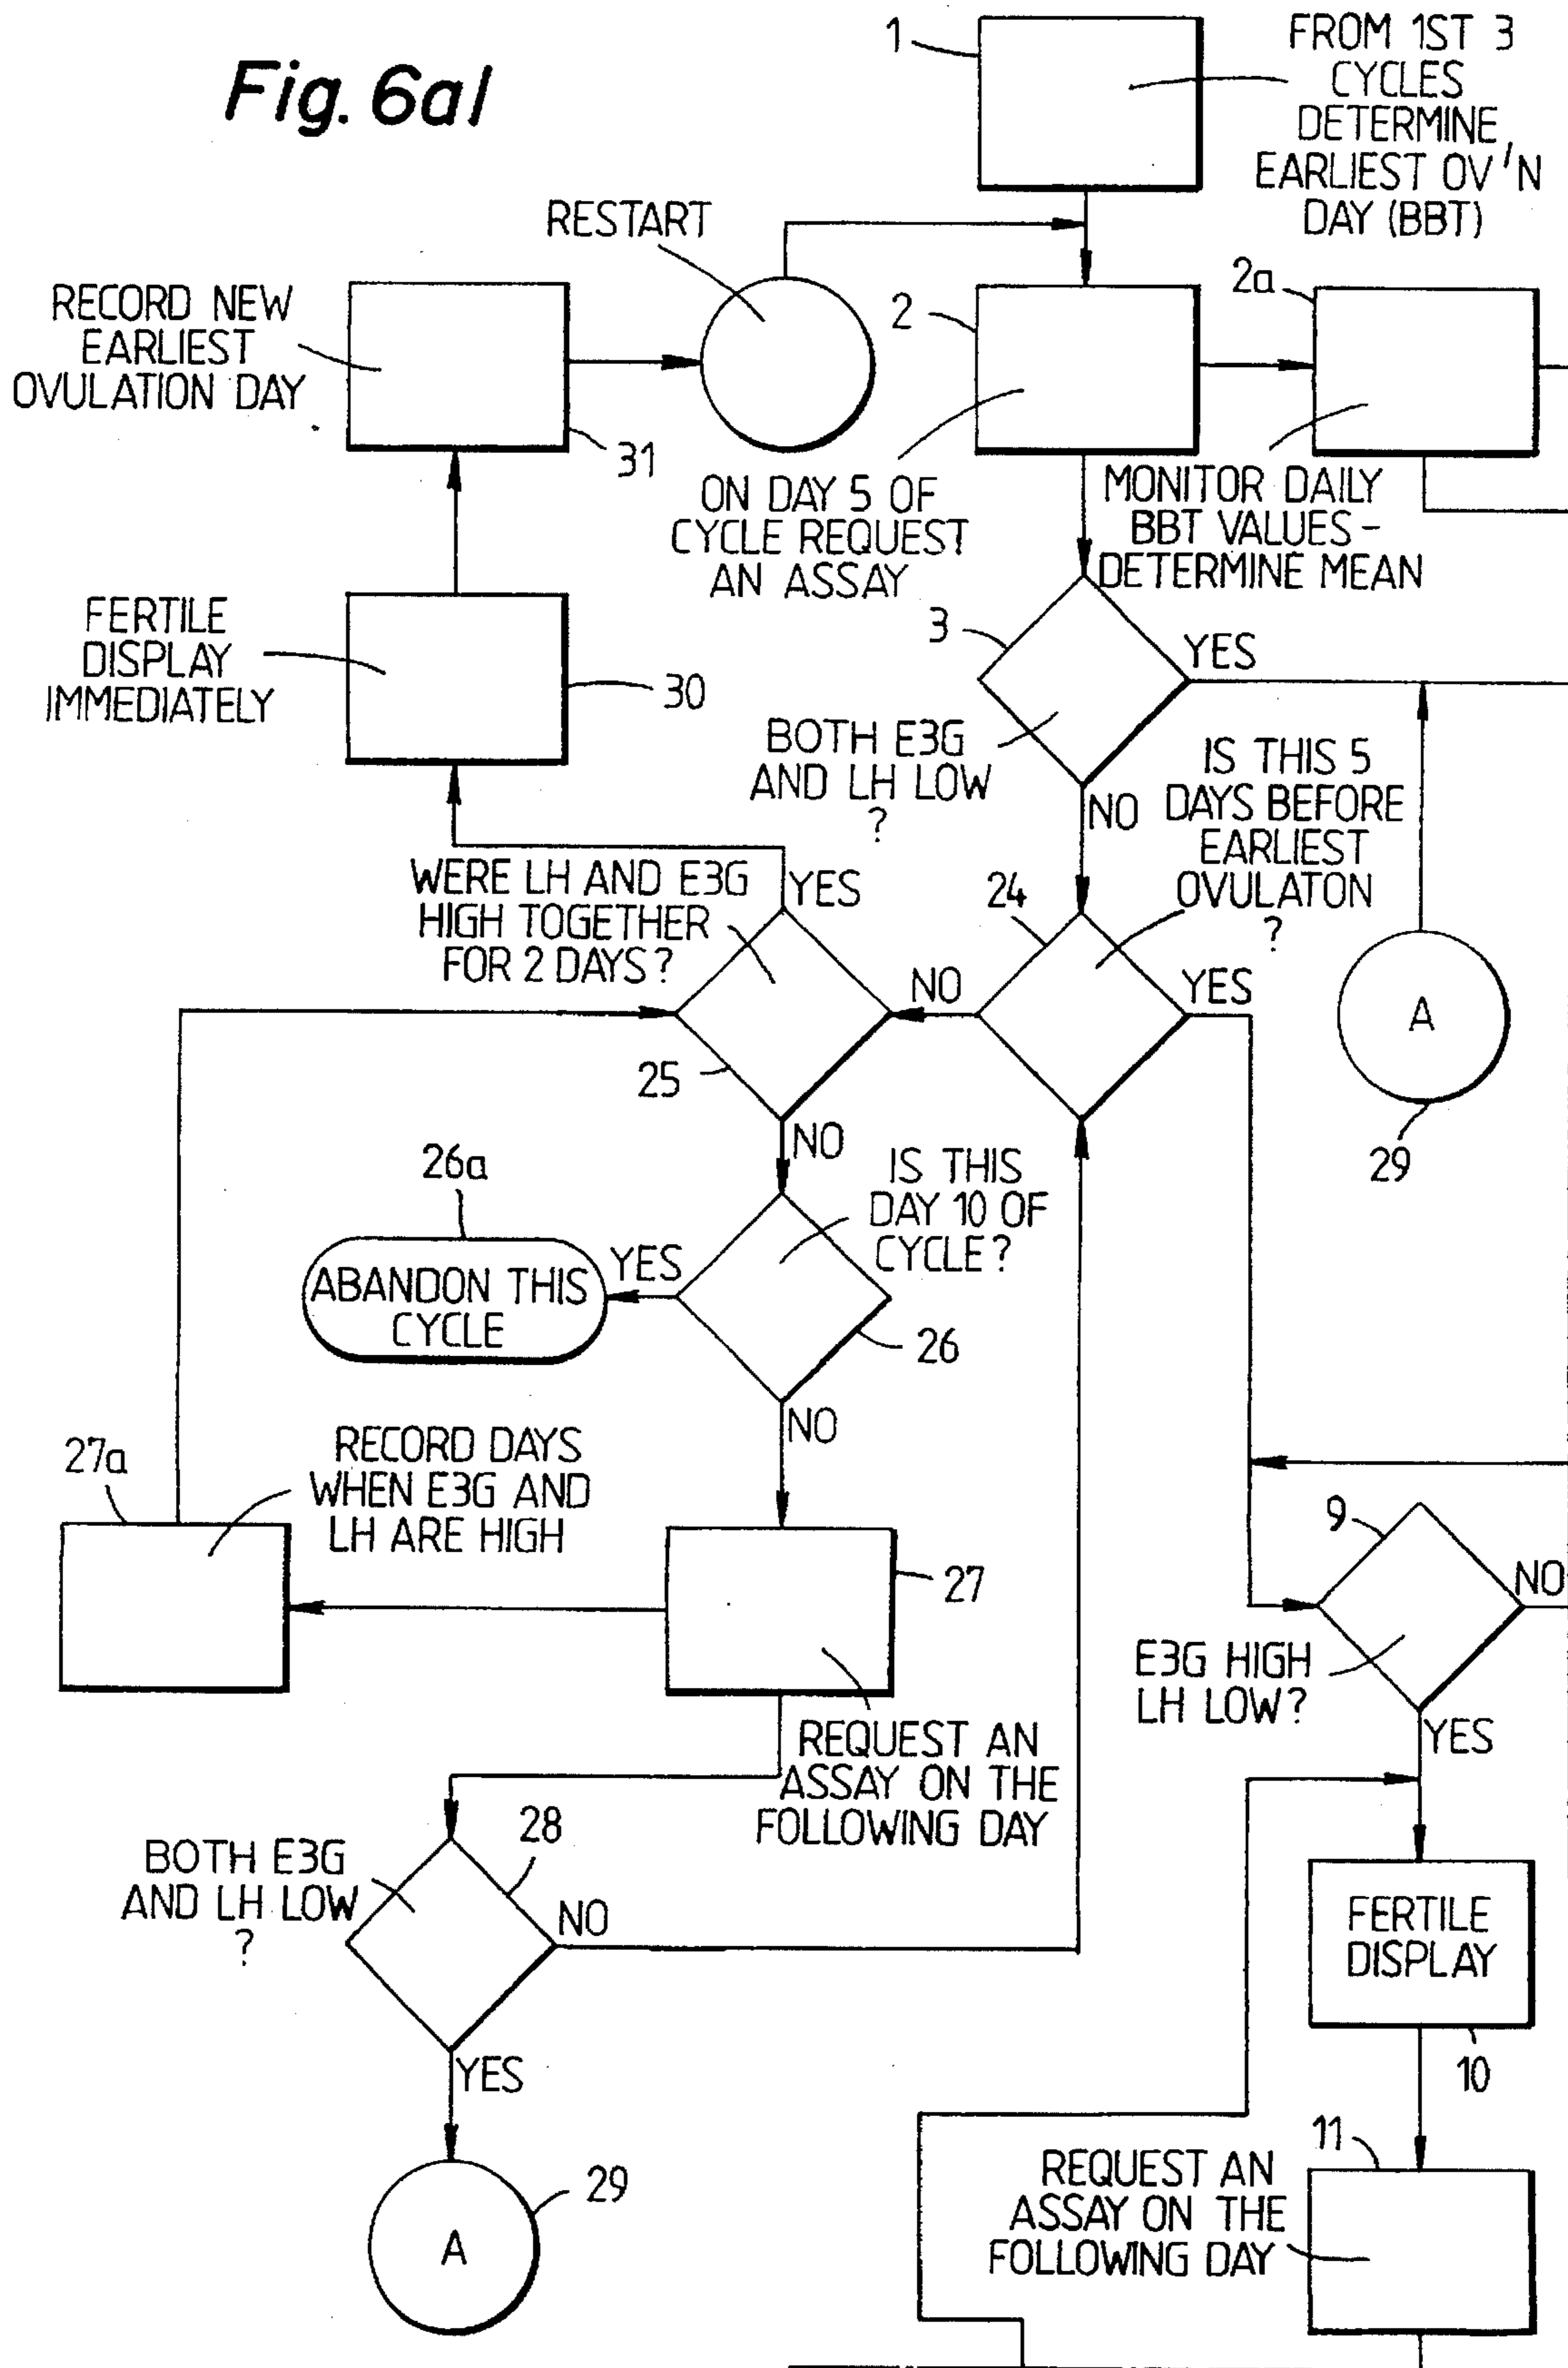 Fig. 6a1
1
FROM 1ST 3
CYCLES
DETERMINE
EARLIEST OV'N
DAY (BBT)
RESTART
RECORD NEW
EARLIEST
OVULATION DAY
31
2
2a
ON DAY 5 OF
CYCLE REQUEST
AN ASSAY
MONITOR DAILY
BBT VALUES-
DETERMINE MEAN
FERTILE
DISPLAY
IMMEDIATELY
30
3
YES
BOTH E3G
AND LH LOW
?
NO
IS THIS 5
DAYS BEFORE
EARLIEST
OVULATON
?
24
WERE LH AND E3G
HIGH TOGETHER
FOR 2 DAYS?
YES
NO
YES
A
29
25
NO
26a
IS THIS
DAY 10 OF
CYCLE?
YES
ABANDON THIS
CYCLE
26
NO
27a
RECORD DAYS
WHEN E3G AND
LH ARE HIGH
27
9
NO
E3G HIGH
LH LOW?
YES
REQUEST AN
ASSAY ON THE
FOLLOWING DAY
28
BOTH E3G
AND LH LOW
?
NO
YES
FERTILE
DISPLAY
10
A
29
11
REQUEST AN
ASSAY ON THE
FOLLOWING DAY